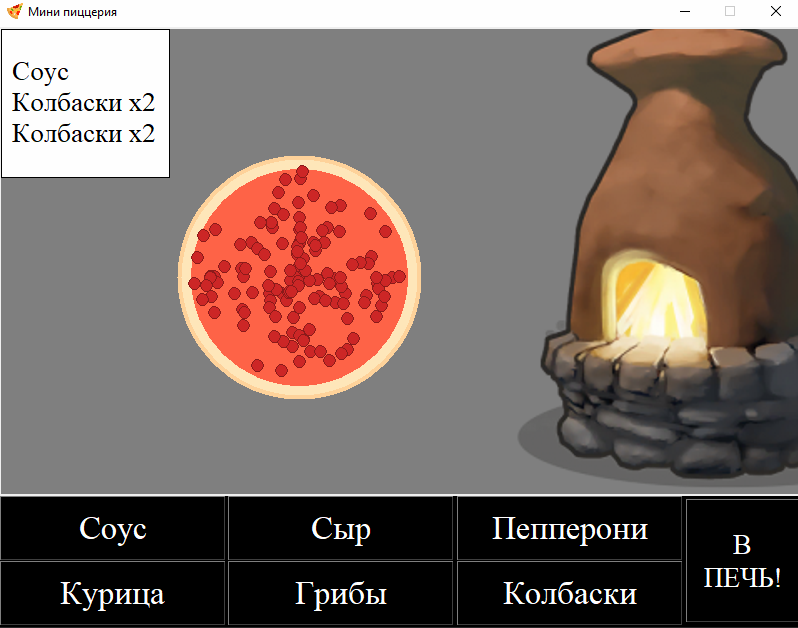 Мини пиццерия
Соус
Колбаски x2
Колбаски x2
Соус
Сыр
Пепперони
Курица
Грибы
Колбаски
В
ПЕЧЬ!